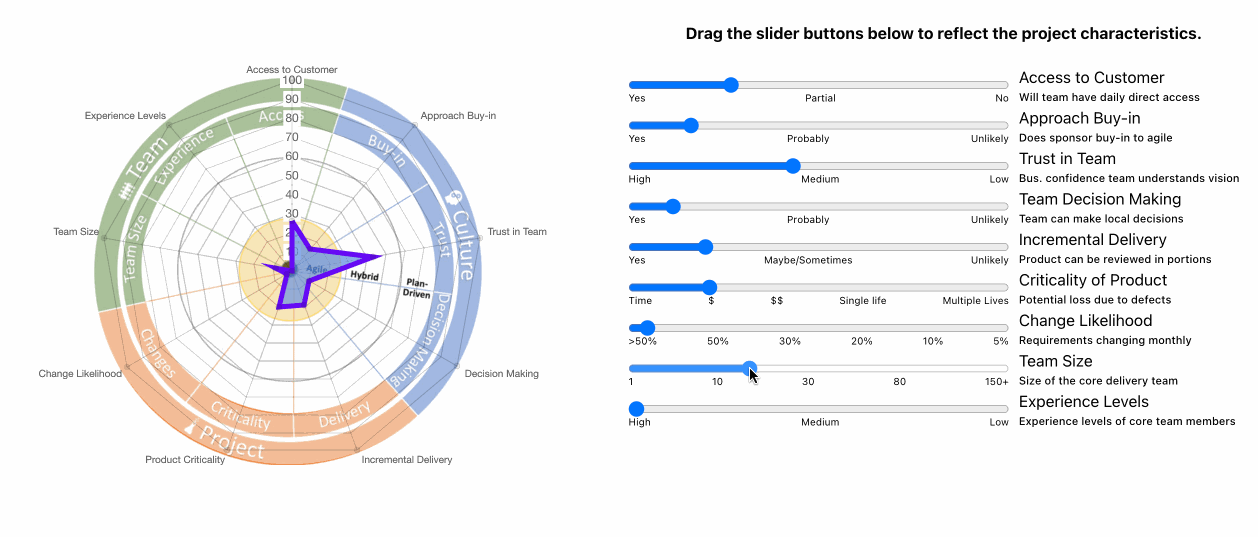 Drag the slider buttons below to reflect the project characteristics.
Access to Customer
100
90
80
70
60
50
40
30
Experience Levels
Approach Buy-in
Team Size
Trust in Team
Change Likelihood
Decision Making
Product Criticality
Incremental Delivery
Team
Experience
Team Size
Buy-in
Trust
Culture
Decision Making
Changes
Criticality
Delivery
Project
Agile
Hybrid
Plan-
Driven
Access to Customer
Yes Partial No Will team have daily direct access
Approach Buy-in
Yes Probably Unlikely Does sponsor buy-in to agile
Trust in Team
High Medium Low Bus. confidence team understands vision
Team Decision Making
Yes Probably Unlikely Team can make local decisions
Incremental Delivery
Yes Maybe/Sometimes Unlikely Product can be reviewed in portions
Criticality of Product
Time $ $$ Single life Multiple Lives Potential loss due to defects
Change Likelihood
>50% 50% 30% 20% 10% 5% Requirements changing monthly
Team Size
1 10 30 80 150+ Size of the core delivery team
Experience Levels
High Medium Low Experience levels of core team members